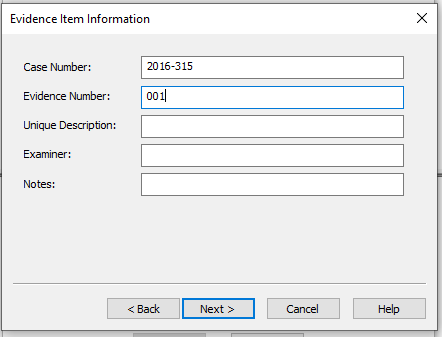 Evidence Item Information
Case Number: 2016-315
Evidence Number: 001
Unique Description:
Examiner:
Notes:
< Back Next > Cancel Help